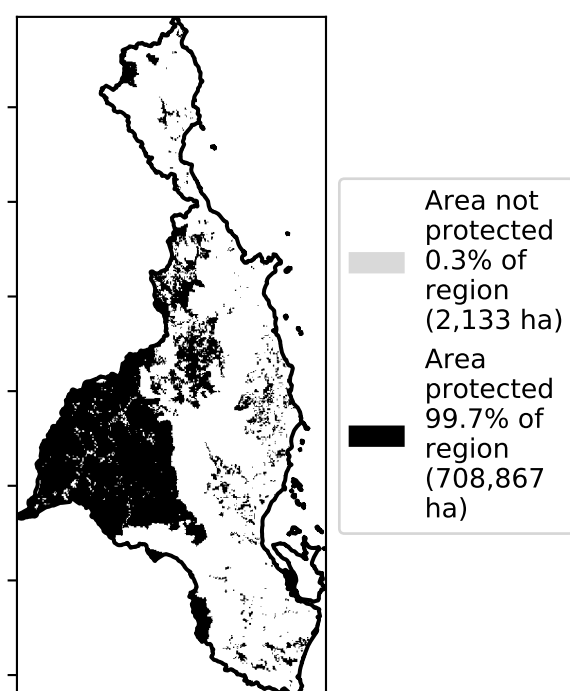 Area not
protected
0.3% of
region
(2,133 ha)
Area
protected
99.7% of
region
(708,867
ha)